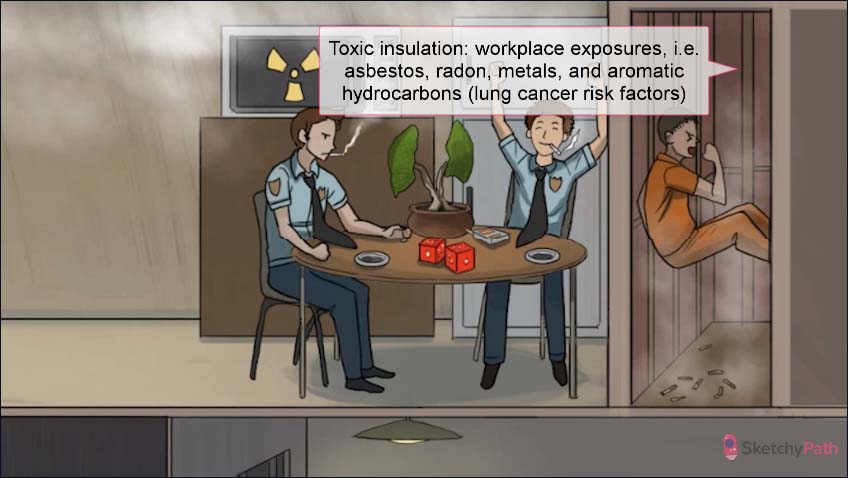 Toxic insulation: workplace exposures, i.e.
asbestos, radon, metals, and aromatic
hydrocarbons (lung cancer risk factors)
SketchyPath